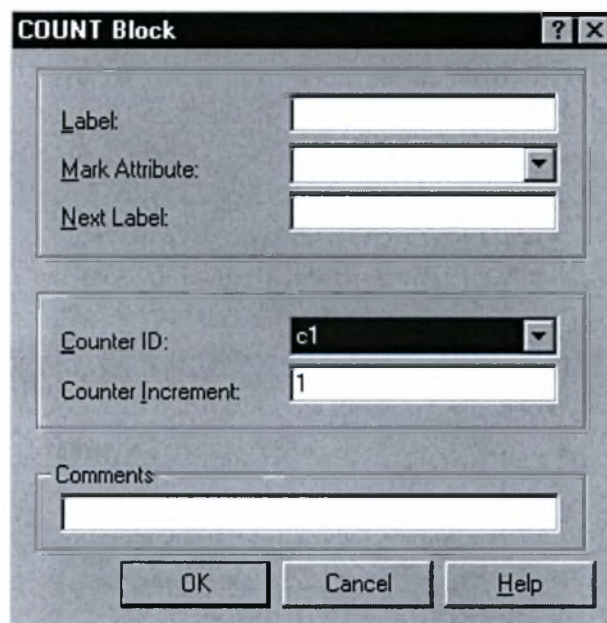 COUNT Block ? ×
Label:
Mark Attribute:
Next Label:
Counter ID: c1
Counter Increment: 1
Comments
OK Cancel Help